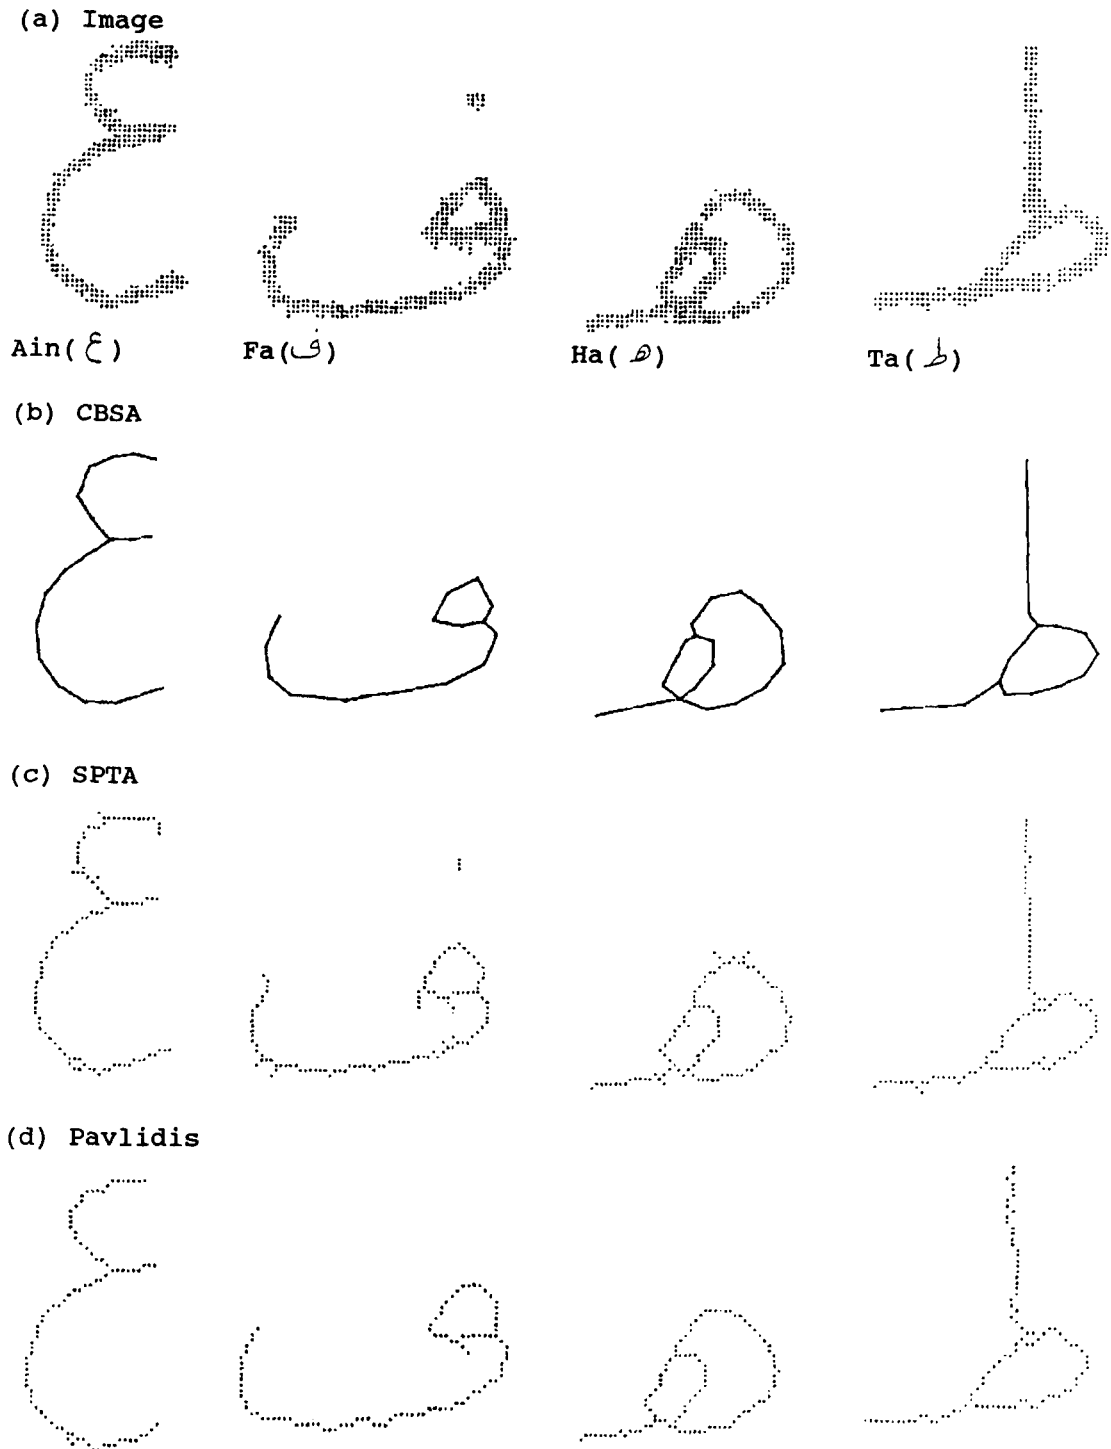 (a) Image
Ain(ع) Fa(ف) Ha(ه) Ta(ط)
(b) CBSA
(c) SPTA
(d) Pavlidis